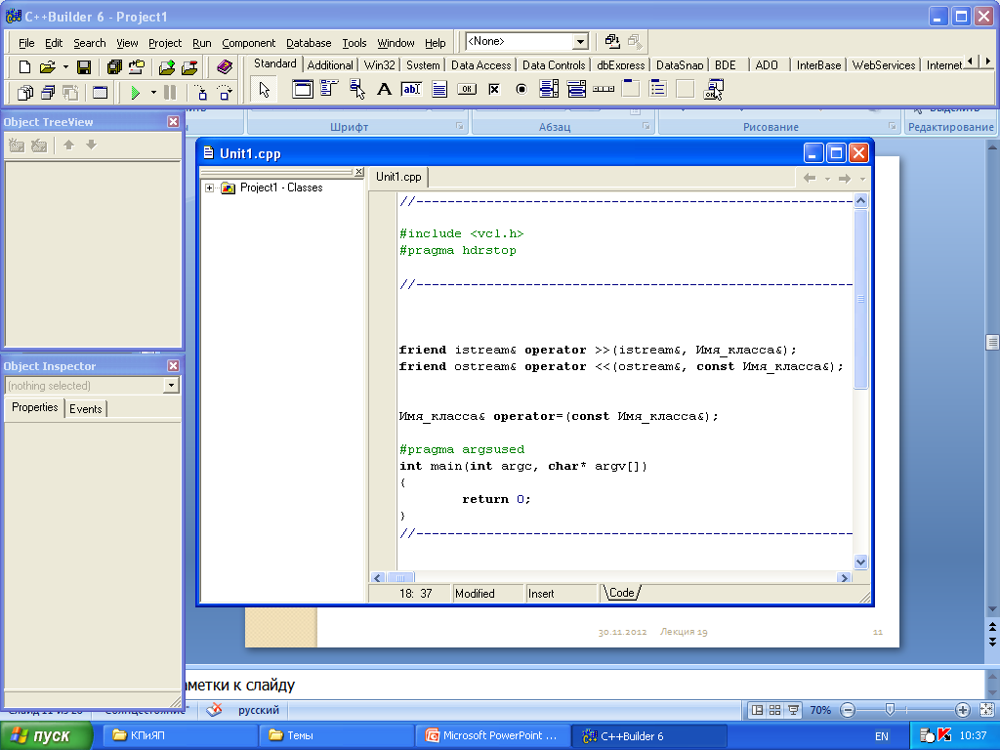 C++Builder 6 - Project1
File Edit Search View Project Run Component Database Tools Window Help <None>
Standard Additional Win32 System Data Access Data Controls dbExpress DataSnap BDE ADO InterBase WebServices Internet
Шрифт Абзац Рисование Редактирование
Object TreeView
Unit1.cpp
Project1 - Classes
Unit1.cpp
//--------------------------------------------------------
#include <vcl.h>
#pragma hdrstop
//--------------------------------------------------------
friend istream& operator >>(istream&, Имя_класса&);
friend ostream& operator <<(ostream&, const Имя_класса&);
Имя_класса& operator=(const Имя_класса&);
#pragma argsused
int main(int argc, char* argv[])
{
return 0;
}
//--------------------------------------------------------
18: 37 Modified Insert Code
Object Inspector
(nothing selected)
Properties Events
30.11.2012 Лекция 19 11
аметки к слайду
русский 70%
пуск КПиЯП Темы Microsoft PowerPoint ... C++Builder 6 EN 10:37